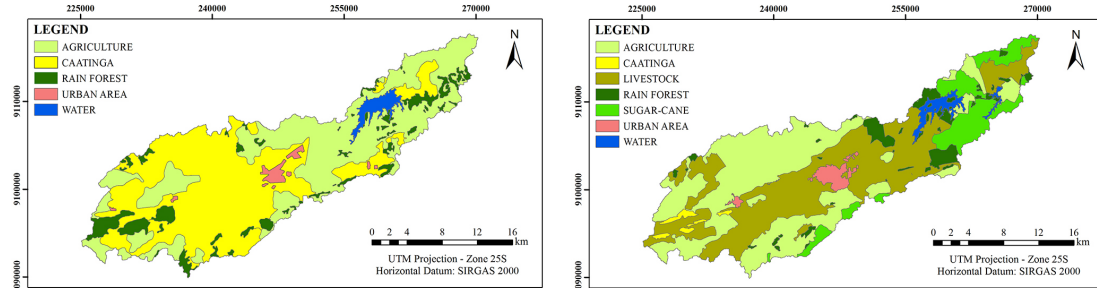 225000 240000 255000 270000
LEGEND
AGRICULTURE
CAATINGA
RAIN FOREST
URBAN AREA
WATER
N
9110000
9100000
9090000
0 2 4 8 12 16
km
UTM Projection - Zone 25S
Horizontal Datum: SIRGAS 2000
225000 240000 255000 270000
LEGEND
AGRICULTURE
CAATINGA
LIVESTOCK
RAIN FOREST
SUGAR-CANE
URBAN AREA
WATER
N
9110000
9100000
9090000
0 2 4 8 12 16
km
UTM Projection - Zone 25S
Horizontal Datum: SIRGAS 2000